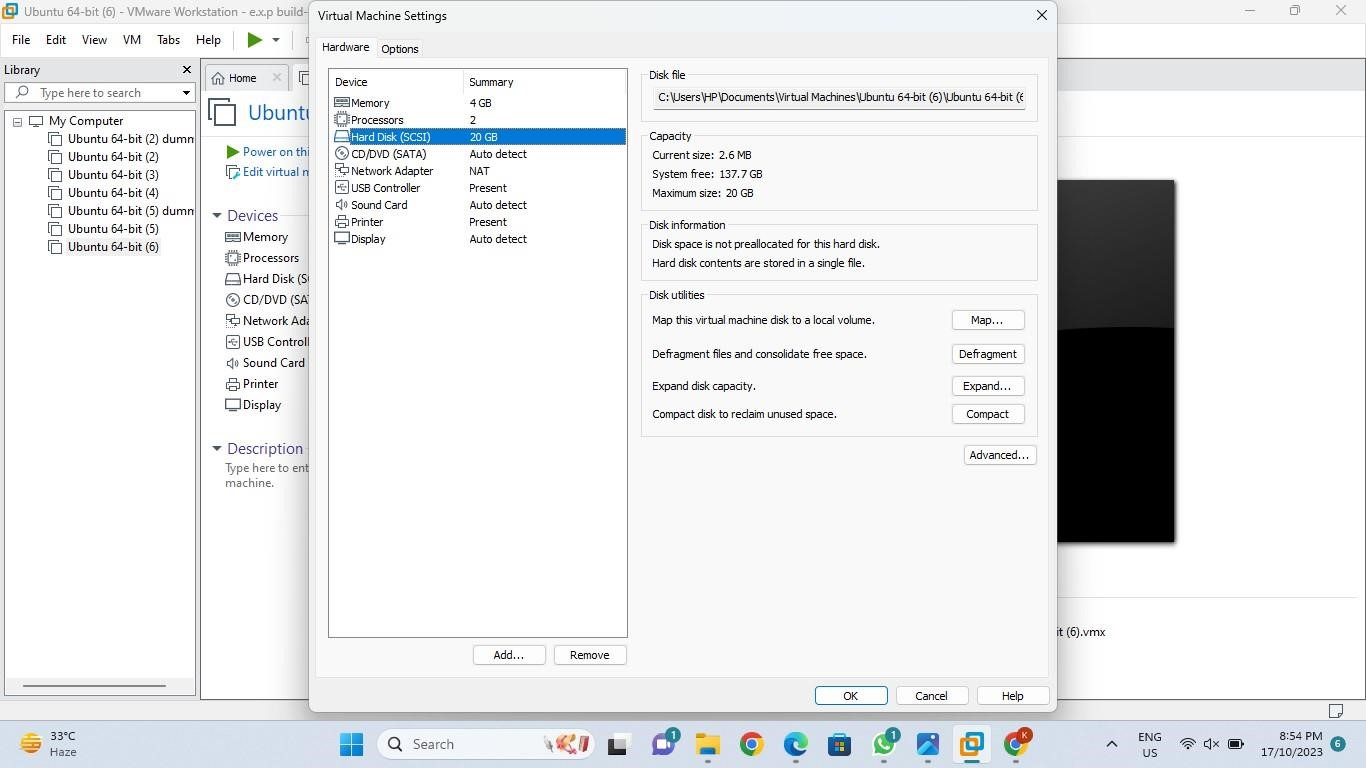 Ubuntu 64-bit (6) - VMware Workstation - e.x.p build-
File Edit View VM Tabs Help
Library
Type here to search
My Computer
Ubuntu 64-bit (2) dumm
Ubuntu 64-bit (2)
Ubuntu 64-bit (3)
Ubuntu 64-bit (4)
Ubuntu 64-bit (5) dumm
Ubuntu 64-bit (5)
Ubuntu 64-bit (6)
Home
Ubuntu
Power on thi
Edit virtual m
Devices
Memory
Processors
Hard Disk (S
CD/DVD (SA
Network Ada
USB Control
Sound Card
Printer
Display
Description
Type here to ent
machine.
Virtual Machine Settings
Hardware Options
Device Summary
Memory 4 GB
Processors 2
Hard Disk (SCSI) 20 GB
CD/DVD (SATA) Auto detect
Network Adapter NAT
USB Controller Present
Sound Card Auto detect
Printer Present
Display Auto detect
Add... Remove
Disk file
C:\Users\HP\Documents\Virtual Machines\Ubuntu 64-bit (6)\Ubuntu 64-bit (6
Capacity
Current size: 2.6 MB
System free: 137.7 GB
Maximum size: 20 GB
Disk information
Disk space is not preallocated for this hard disk.
Hard disk contents are stored in a single file.
Disk utilities
Map this virtual machine disk to a local volume. Map...
Defragment files and consolidate free space. Defragment
Expand disk capacity. Expand...
Compact disk to reclaim unused space. Compact
Advanced...
OK Cancel Help
it (6).vmx
33°C
Haze
Search
1
1
K
ENG
US
8:54 PM
17/10/2023
6